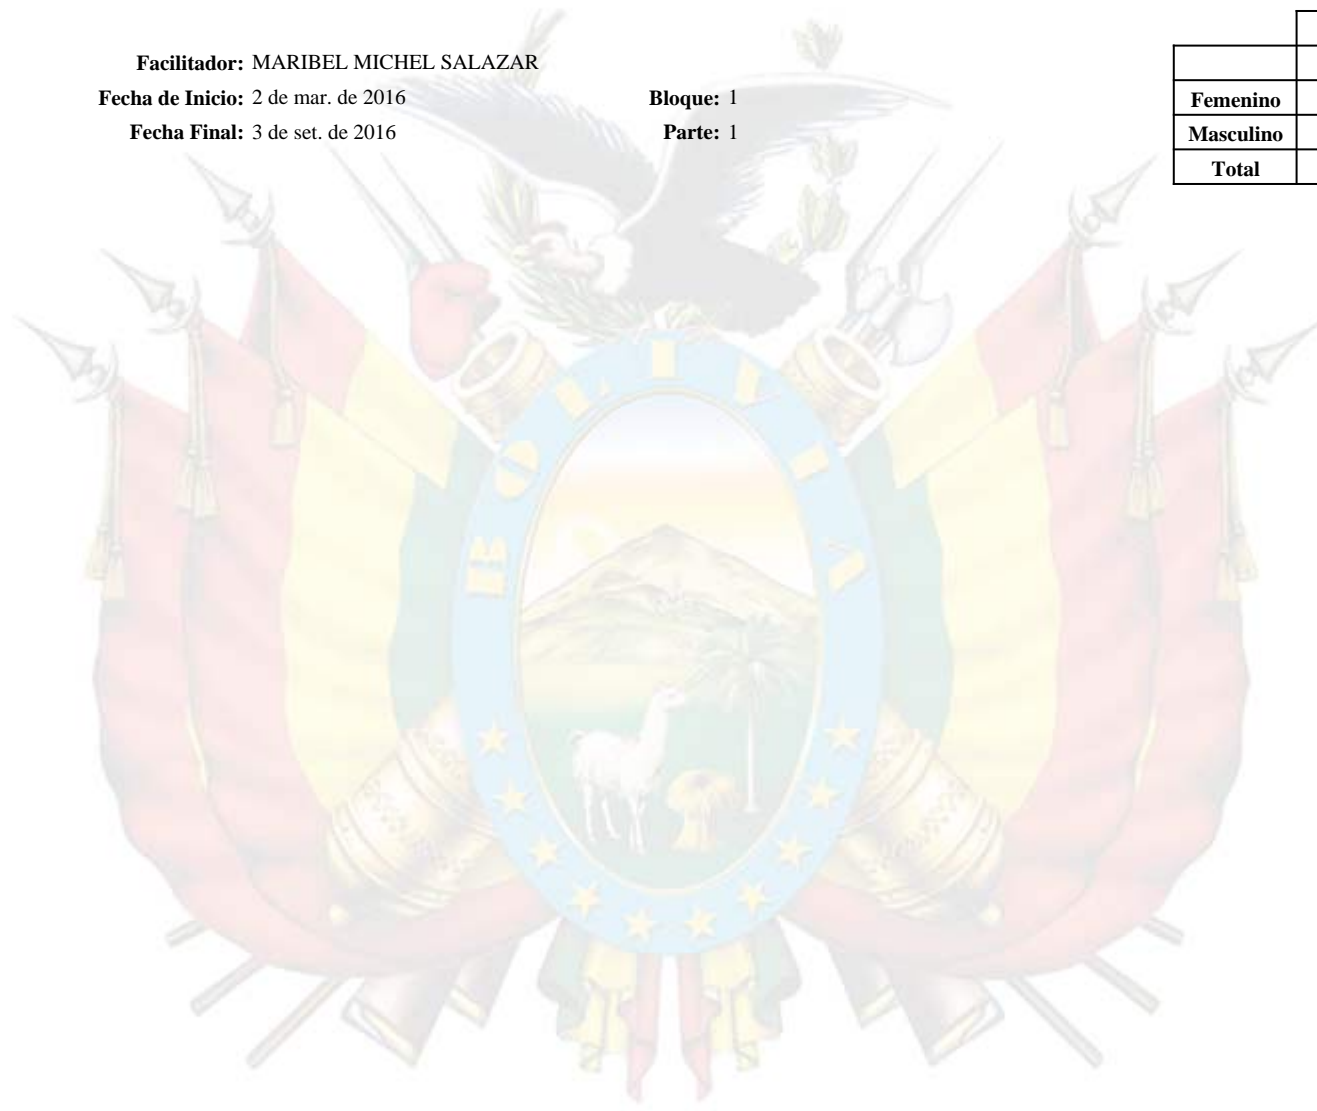 Facilitador: MARIBEL MICHEL SALAZAR
Fecha de Inicio: 2 de mar. de 2016 Bloque: 1
Fecha Final: 3 de set. de 2016 Parte: 1
Femenino
Masculino
Total
BOLIVIA